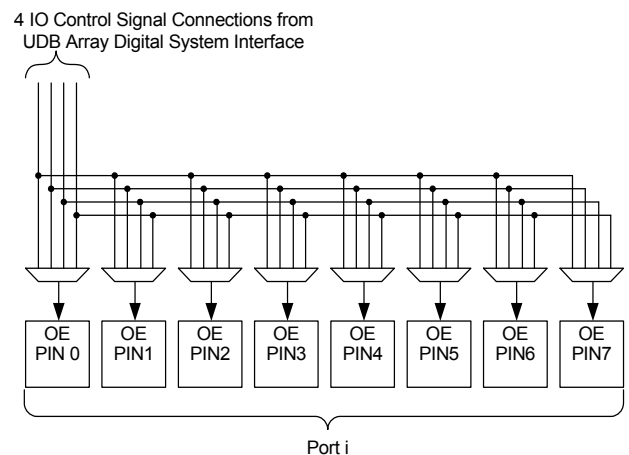 4 IO Control Signal Connections from
UDB Array Digital System Interface
OE
PIN 0
OE
PIN1
OE
PIN2
OE
PIN3
OE
PIN4
OE
PIN5
OE
PIN6
OE
PIN7
Port i